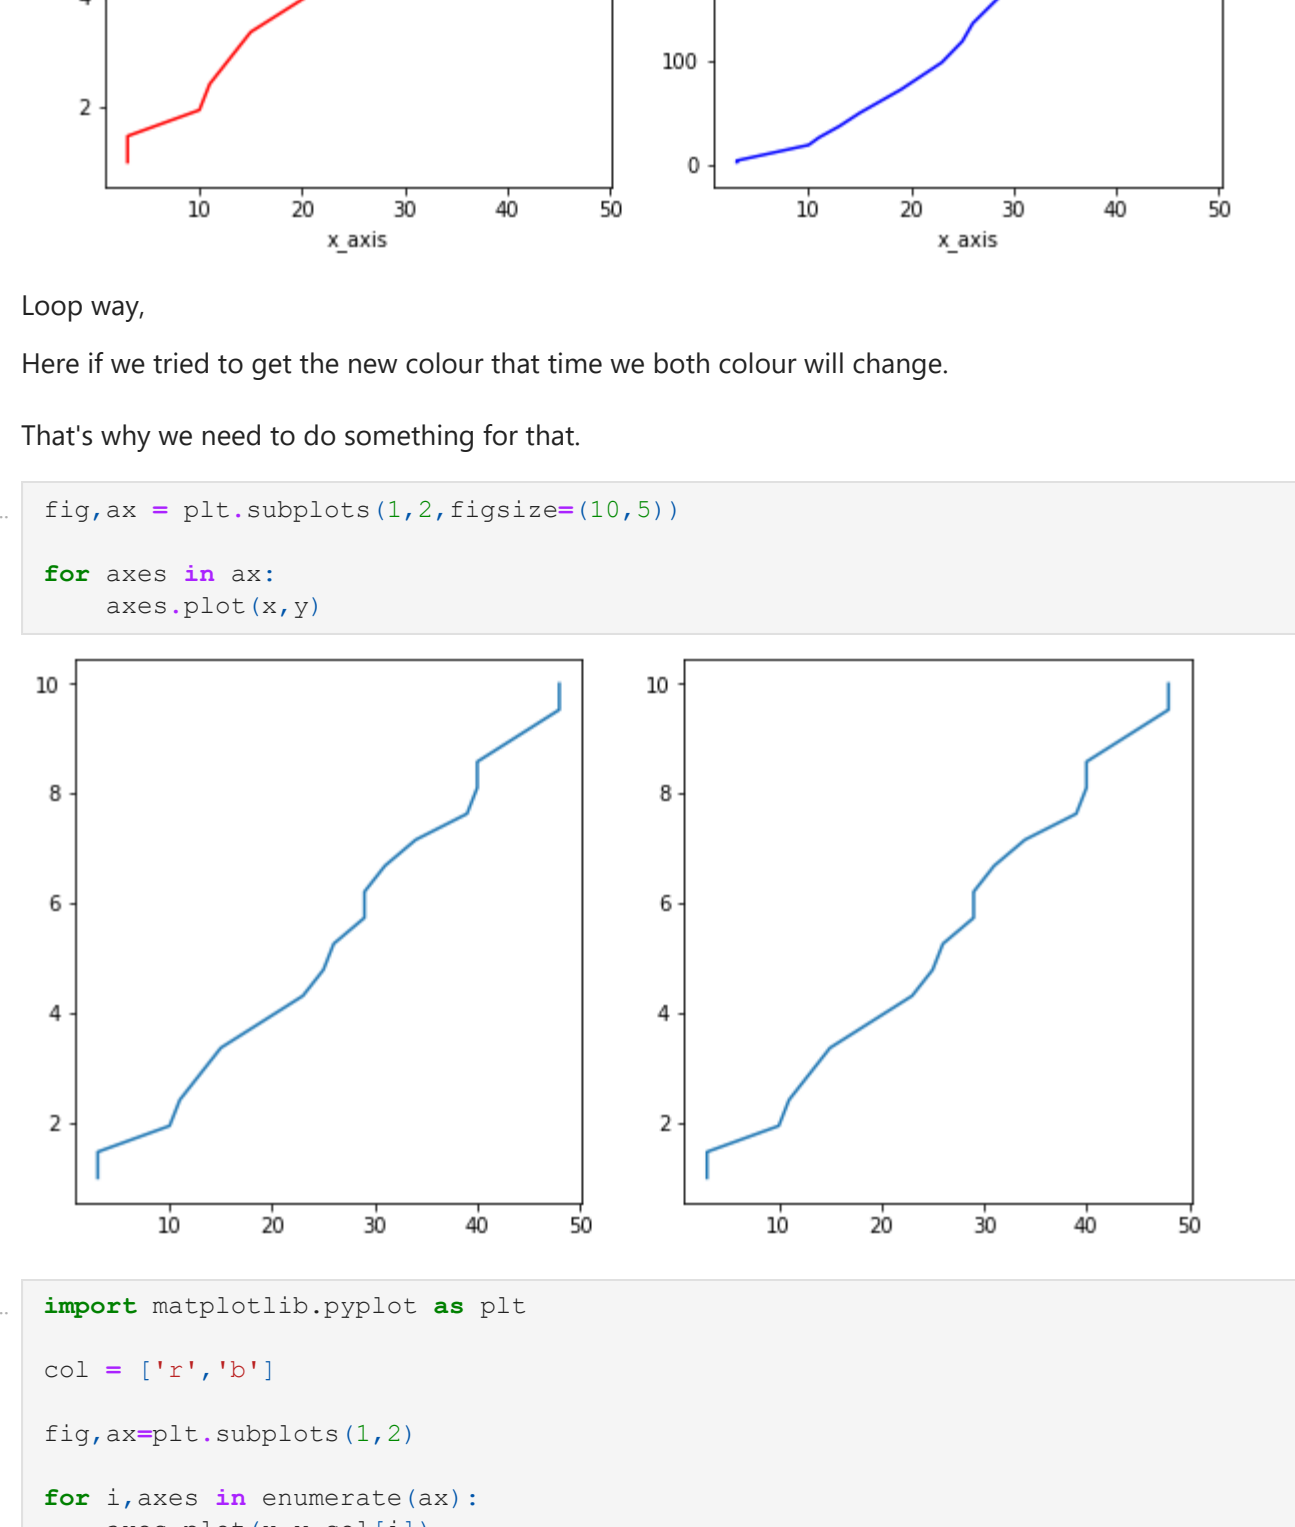 4
2
10 20 30 40 50
x_axis
100
0
10 20 30 40 50
x_axis
Loop way,
Here if we tried to get the new colour that time we both colour will change.
That's why we need to do something for that.
fig,ax = plt.subplots(1,2,figsize=(10,5))
for axes in ax:
    axes.plot(x,y)
10
8
6
4
2
10 20 30 40 50
10
8
6
4
2
10 20 30 40 50
import matplotlib.pyplot as plt
col = ['r','b']
fig,ax=plt.subplots(1,2)
for i,axes in enumerate(ax):
    axes.plot(x,y,col[i])